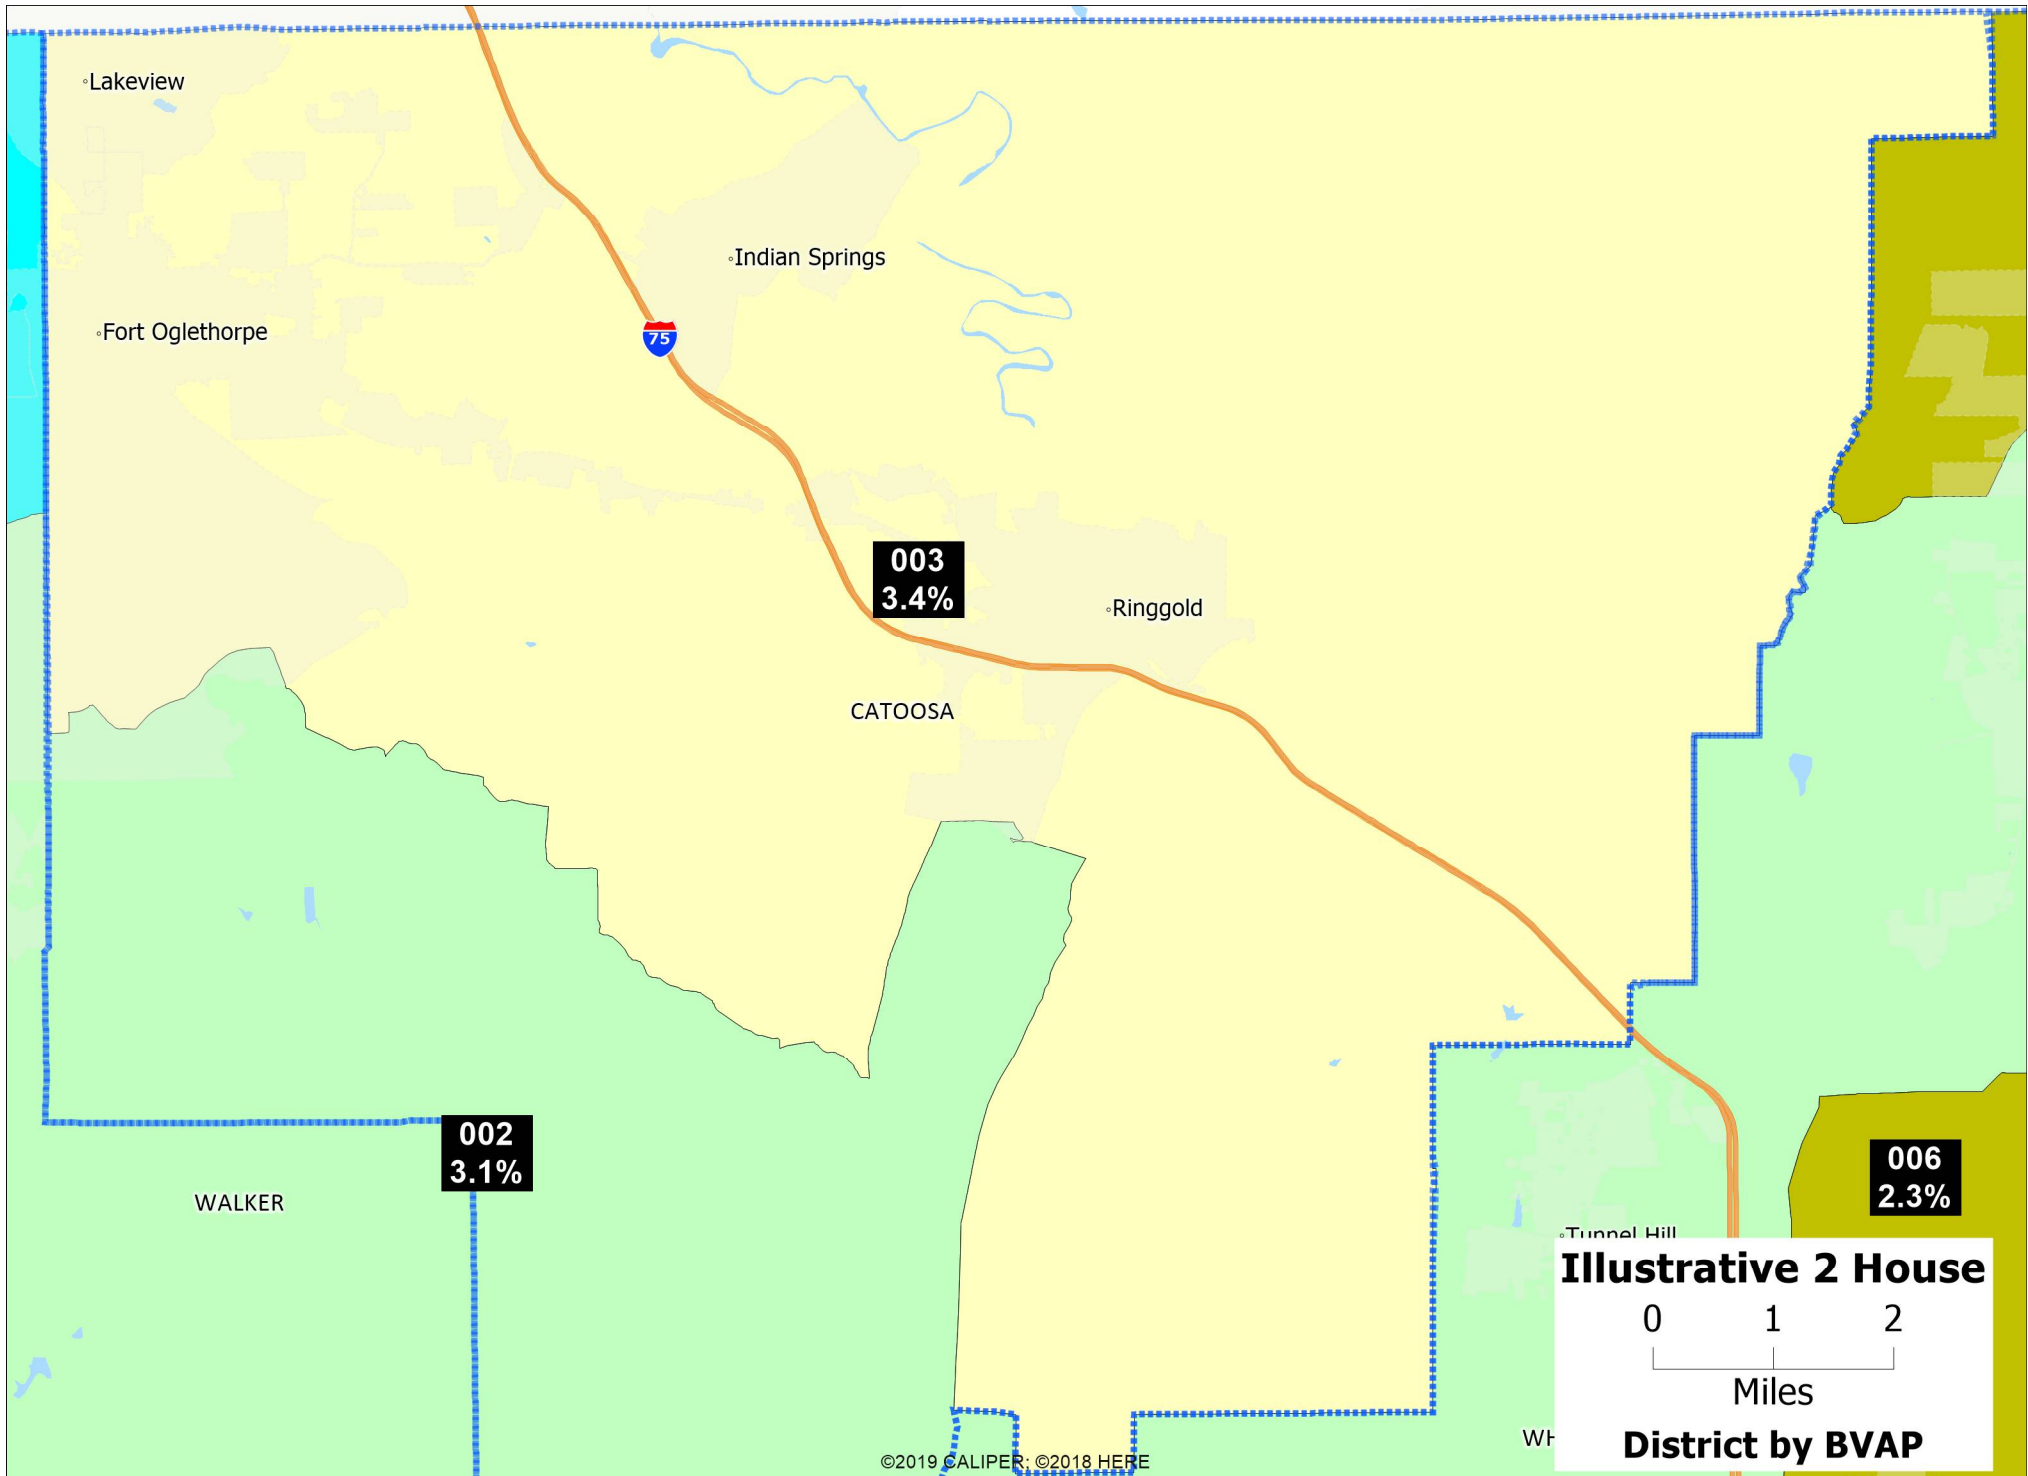 Lakeview
Indian Springs
75
Fort Oglethorpe
003
3.4%
Ringgold
CATOOSA
002
3.1%
006
2.3%
WALKER
Tunnel Hill
Illustrative 2 House
0 1 2
Miles
District by BVAP
WH
©2019 CALIPER; ©2018 HERE